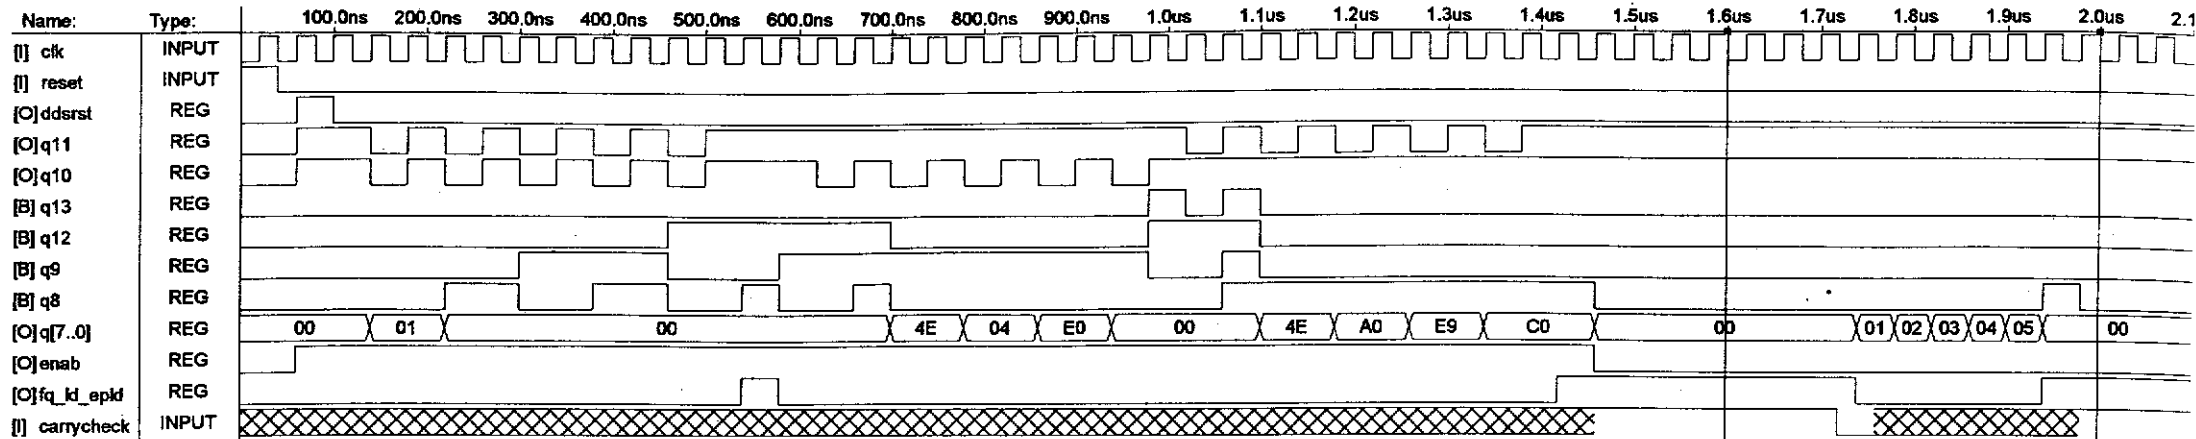 Name: Type: 100.0ns 200.0ns 300.0ns 400.0ns 500.0ns 600.0ns 700.0ns 800.0ns 900.0ns 1.0us 1.1us 1.2us 1.3us 1.4us 1.5us 1.6us 1.7us 1.8us 1.9us 2.0us 2.1
[I] clk INPUT
[I] reset INPUT
[O] ddsrst REG
[O] q11 REG
[O] q10 REG
[B] q13 REG
[B] q12 REG
[B] q9 REG
[B] q8 REG
[O] q[7..0] REG 00 01 00 4E 04 E0 00 4E A0 E9 C0 00 01 02 03 04 05 00
[O] enab REG
[O] fq_ld_epld REG
[I] carrycheck INPUT